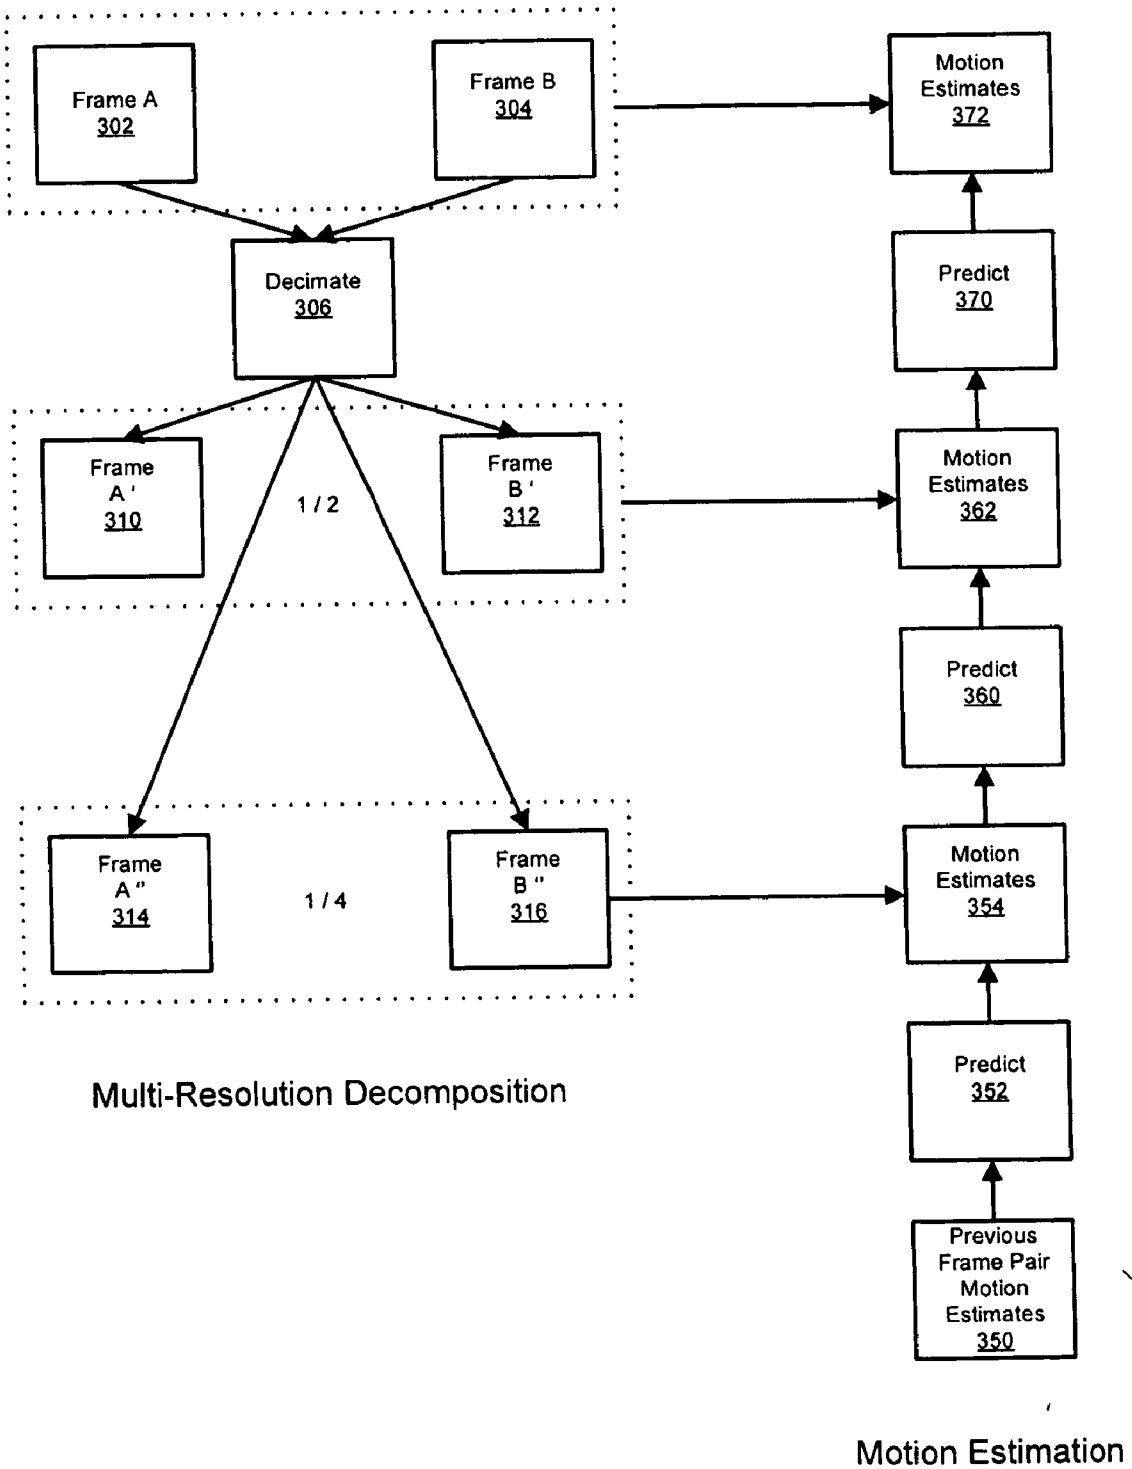 Frame A
302
Frame B
304
Motion
Estimates
372
Decimate
306
Predict
370
Frame
A '
310
1 / 2
Frame
B '
312
Motion
Estimates
362
Predict
360
Frame
A "
314
1 / 4
Frame
B "
316
Motion
Estimates
354
Multi-Resolution Decomposition
Predict
352
Previous
Frame Pair
Motion
Estimates
350
Motion Estimation